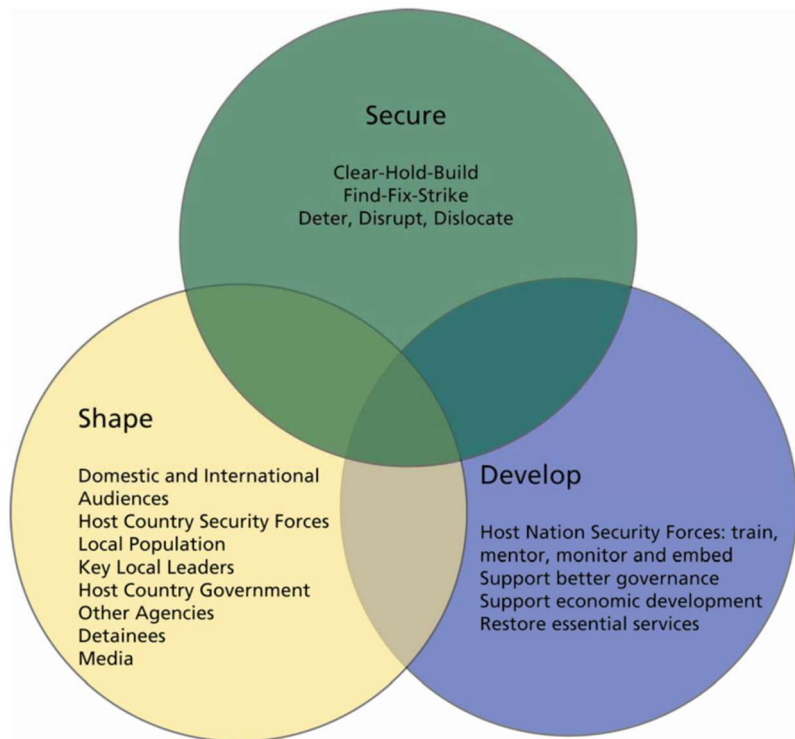 Secure
Clear-Hold-Build
Find-Fix-Strike
Deter, Disrupt, Dislocate
Shape
Domestic and International
Audiences
Host Country Security Forces
Local Population
Key Local Leaders
Host Country Government
Other Agencies
Detainees
Media
Develop
Host Nation Security Forces: train,
mentor, monitor and embed
Support better governance
Support economic development
Restore essential services